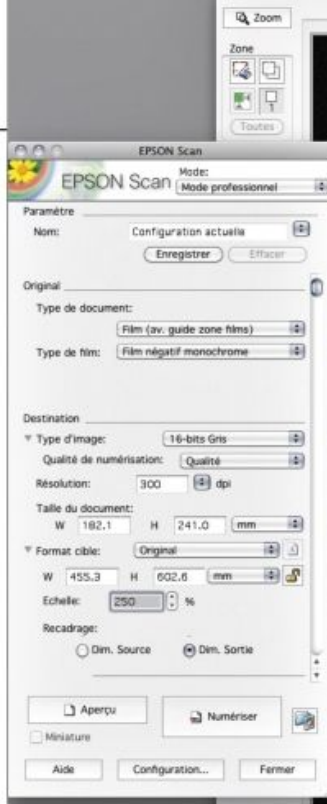 Zoom
Zone
1
Toutes
EPSON Scan
EPSON Scan
Mode:
Mode professionnel
Paramètre
Nom: Configuration actuelle
Enregistrer Effacer
Original
Type de document:
Film (av. guide zone films)
Type de film: Film négatif monochrome
Destination
Type d'image: 16-bits Gris
Qualité de numérisation: Qualité
Résolution: 300 dpi
Taille du document:
W 182.1 H 241.0 mm
Format cible: Original
W 455.3 H 602.6 mm
Echelle: 250 %
Recadrage:
Dim. Source Dim. Sortie
Aperçu Numériser
Miniature
Aide Configuration... Fermer